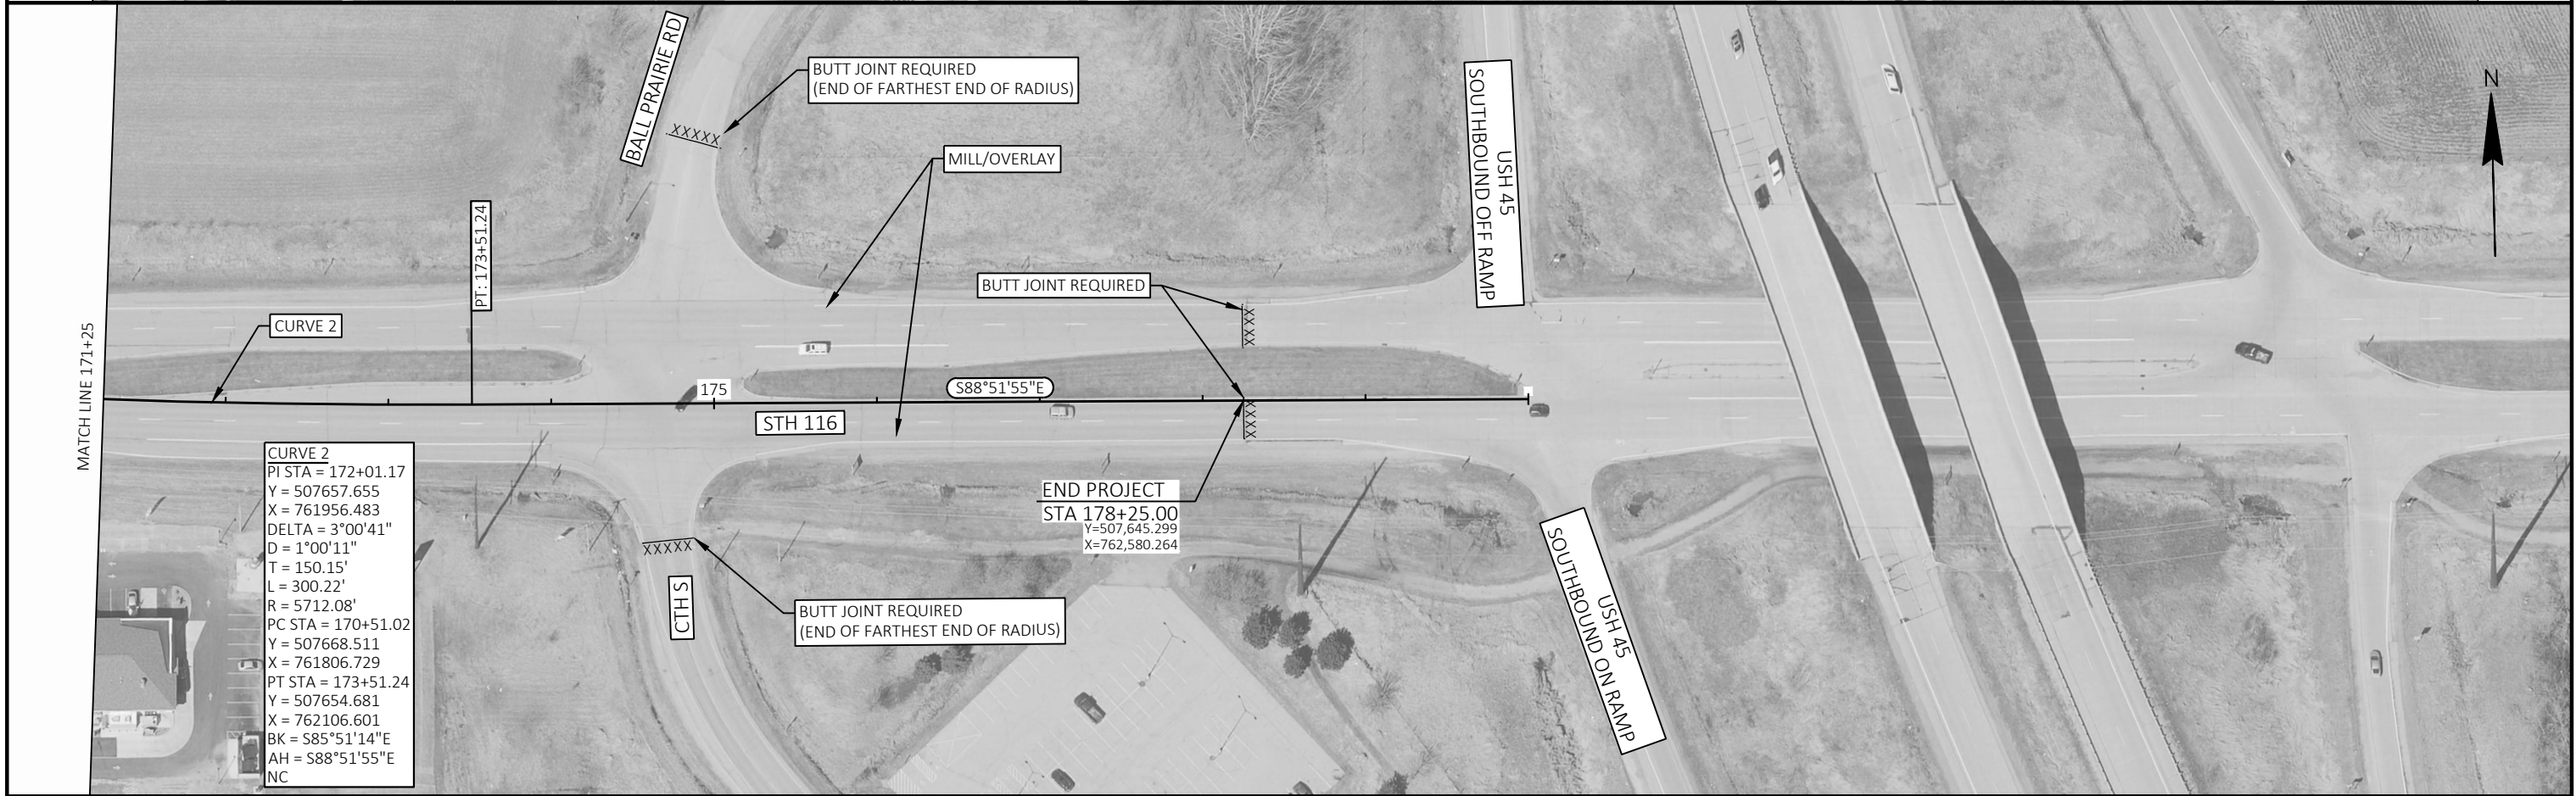 BALL PRAIRIE RD
BUTT JOINT REQUIRED
(END OF FARTHEST END OF RADIUS)
MILL/OVERLAY
USH 45
SOUTHBOUND OFF RAMP
N
PT: 173+51.24
BUTT JOINT REQUIRED
CURVE 2
MATCH LINE 171+25
175
S88°51'55"E
STH 116
XXXXX
XXXX
XXXX
XXXXX
CURVE 2
PI STA = 172+01.17
Y = 507657.655
X = 761956.483
DELTA = 3°00'41"
D = 1°00'11"
T = 150.15'
L = 300.22'
R = 5712.08'
PC STA = 170+51.02
Y = 507668.511
X = 761806.729
PT STA = 173+51.24
Y = 507654.681
X = 762106.601
BK = S85°51'14"E
AH = S88°51'55"E
NC
END PROJECT
STA 178+25.00
Y=507,645.299
X=762,580.264
CTH S
BUTT JOINT REQUIRED
(END OF FARTHEST END OF RADIUS)
USH 45
SOUTHBOUND ON RAMP